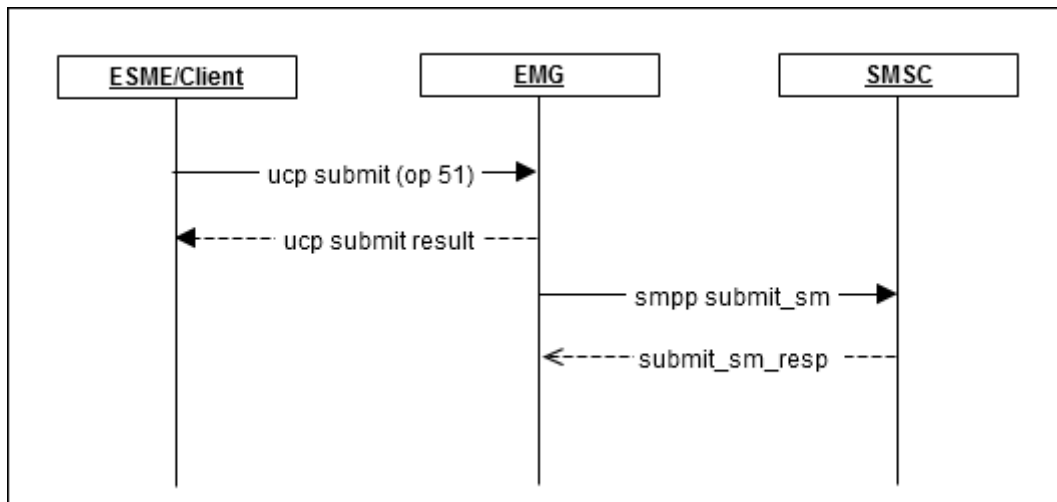 ESME/Client
EMG
SMSC
ucp submit (op 51)
ucp submit result
smpp submit_sm
submit_sm_resp